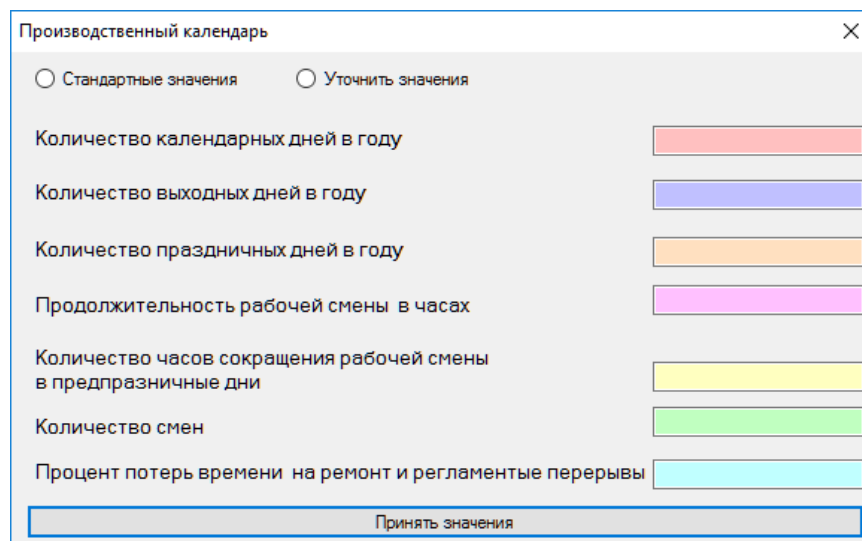 Производственный календарь
Стандартные значения Уточнить значения
Количество календарных дней в году
Количество выходных дней в году
Количество праздничных дней в году
Продолжительность рабочей смены в часах
Количество часов сокращения рабочей смены
в предпразничные дни
Количество смен
Процент потерь времени на ремонт и регламентые перерывы
Принять значения